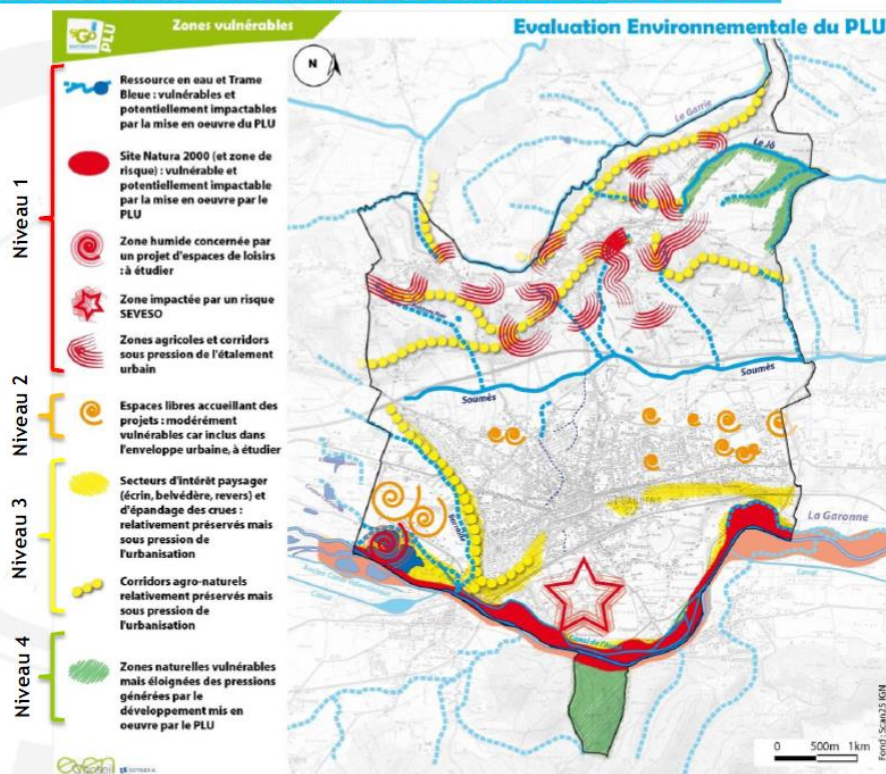 Zones vulnérables
Evaluation Environnementale du PLU
PLU
N
Niveau 1
Ressource en eau et Trame
Bleue : vulnérables et
potentiellement impactables
par la mise en oeuvre du PLU
Site Natura 2000 (et zone de
risque) : vulnérable et
potentiellement impactable
par la mise en oeuvre par le
PLU
Zone humide concernée par
un projet d'espaces de loisirs
: à étudier
Zone impactée par un risque
SEVESO
Zones agricoles et corridors
sous pression de l'étalement
urbain
Niveau 2
Espaces libres accueillant des
projets : modérément
vulnérables car inclus dans
l'enveloppe urbaine, à étudier
Niveau 3
Secteurs d'intérêt paysager
(écrin, belvédère, revers) et
d'épandage des crues :
relativement préservés mais
sous pression de
l'urbanisation
Corridors agro-naturels
relativement préservés mais
sous pression de
l'urbanisation
Niveau 4
Zones naturelles vulnérables
mais éloignées des pressions
générées par le
développement mis en
oeuvre par le PLU
Le Jô
Soumès
Soumès
La Garonne
Canal
Canal
0 500m 1km
Fond : Scan25 IGN
even
conseil